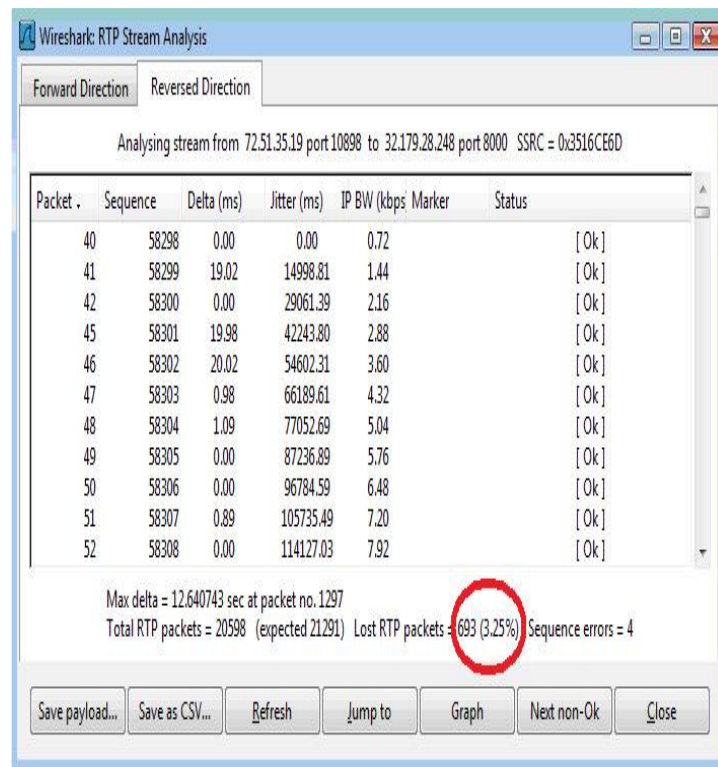 Wireshark: RTP Stream Analysis
Forward Direction Reversed Direction
Analysing stream from 72.51.35.19 port 10898 to 32.179.28.248 port 8000 SSRC = 0x3516CE6D
Packet Sequence Delta (ms) Jitter (ms) IP BW (kbps) Marker Status
40 58298 0.00 0.00 0.72 [ Ok ]
41 58299 19.02 14998.81 1.44 [ Ok ]
42 58300 0.00 29061.39 2.16 [ Ok ]
45 58301 19.98 42243.80 2.88 [ Ok ]
46 58302 20.02 54602.31 3.60 [ Ok ]
47 58303 0.98 66189.61 4.32 [ Ok ]
48 58304 1.09 77052.69 5.04 [ Ok ]
49 58305 0.00 87236.89 5.76 [ Ok ]
50 58306 0.00 96784.59 6.48 [ Ok ]
51 58307 0.89 105735.49 7.20 [ Ok ]
52 58308 0.00 114127.03 7.92 [ Ok ]
Max delta = 12.640743 sec at packet no. 1297
Total RTP packets = 20598 (expected 21291) Lost RTP packets = 693 (3.25%) Sequence errors = 4
Save payload... Save as CSV... Refresh Jump to Graph Next non-Ok Close